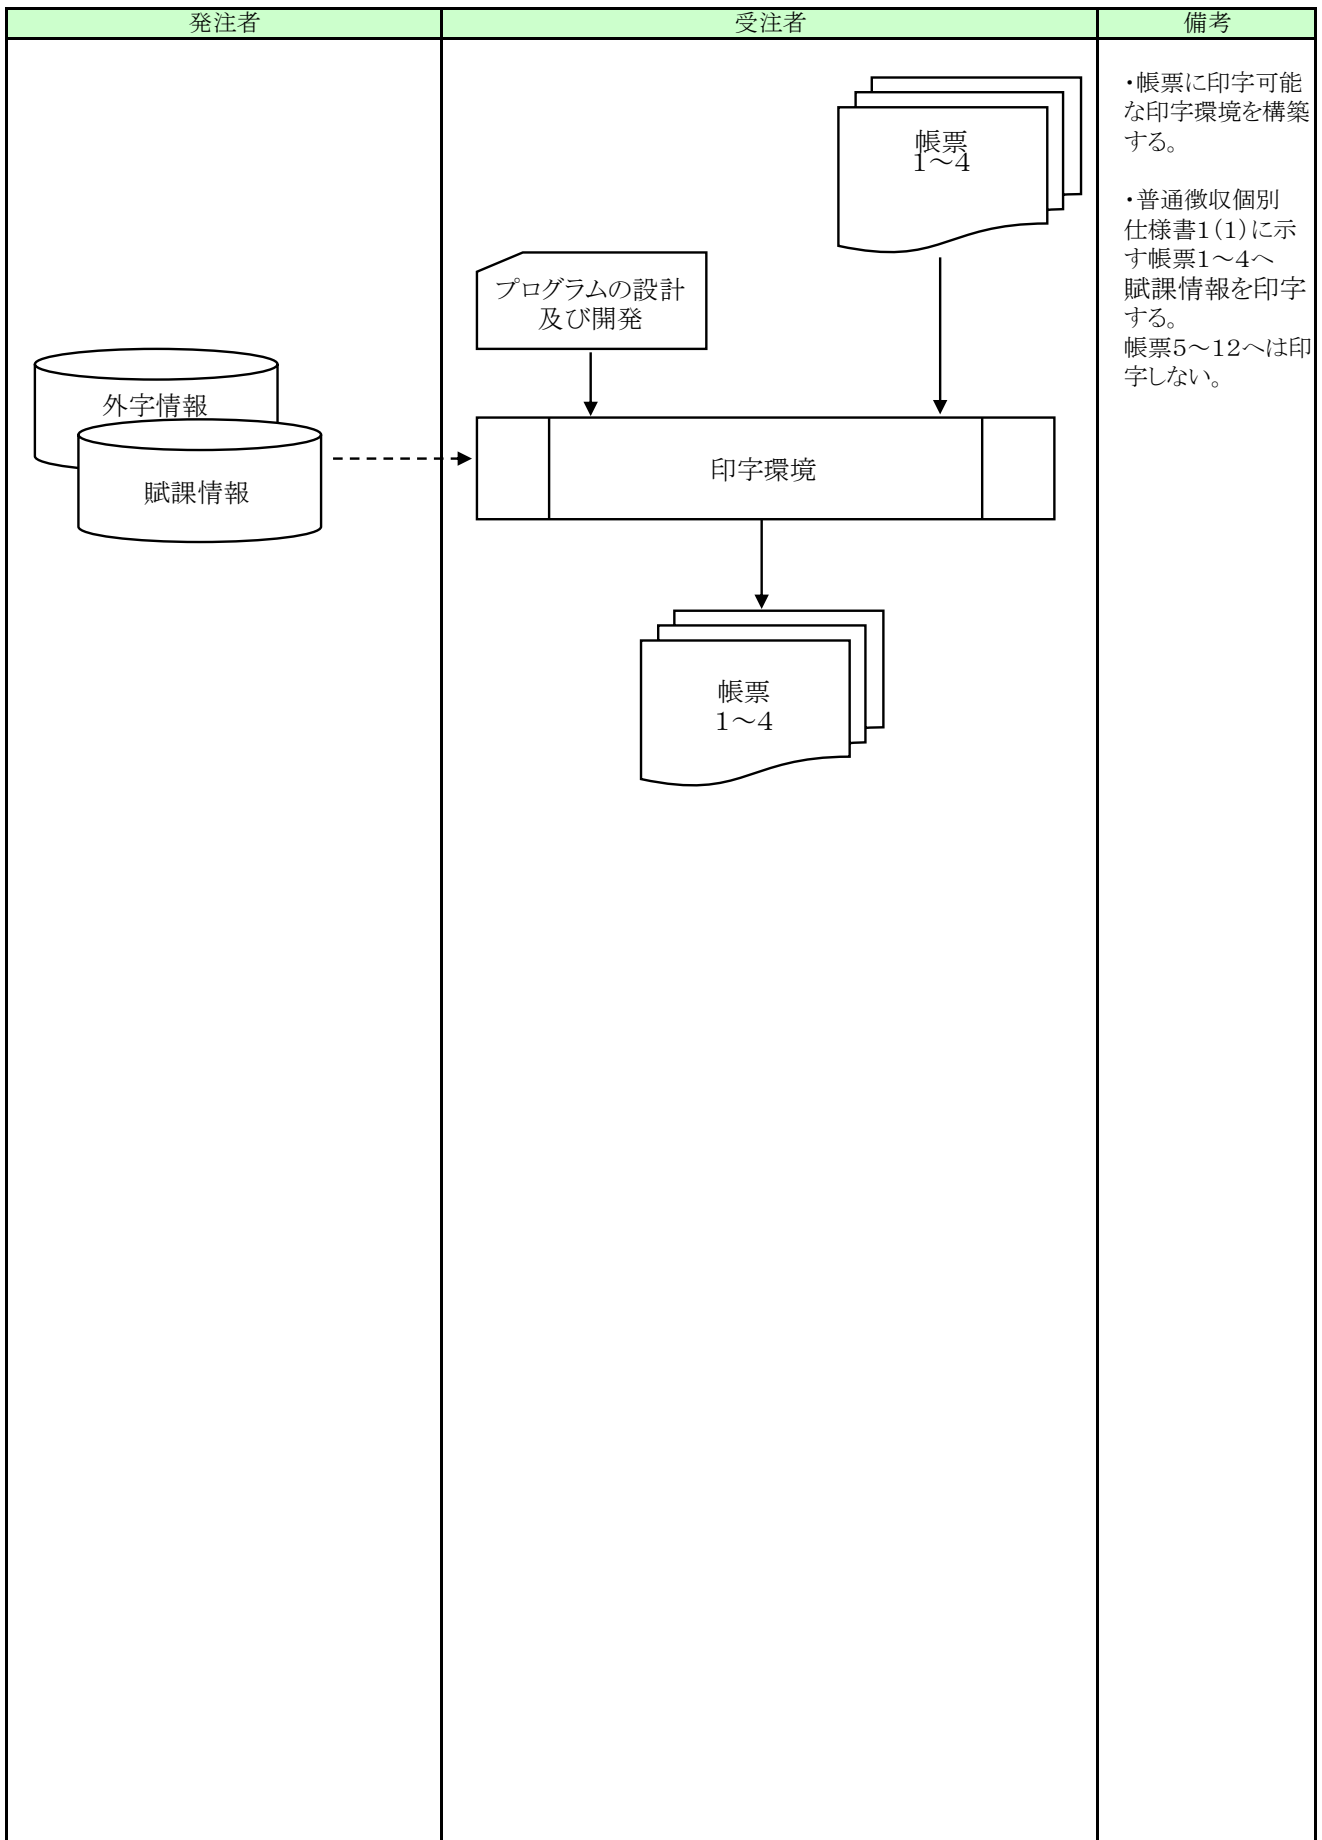 発注者
受注者
備考
帳票
1～4
・帳票に印字可能
な印字環境を構築
する。
・普通徴収個別
仕様書1(1)に示
す帳票1～4へ
賦課情報を印字
する。
帳票5～12へは印
字しない。
プログラムの設計
及び開発
外字情報
賦課情報
印字環境
帳票
1～4